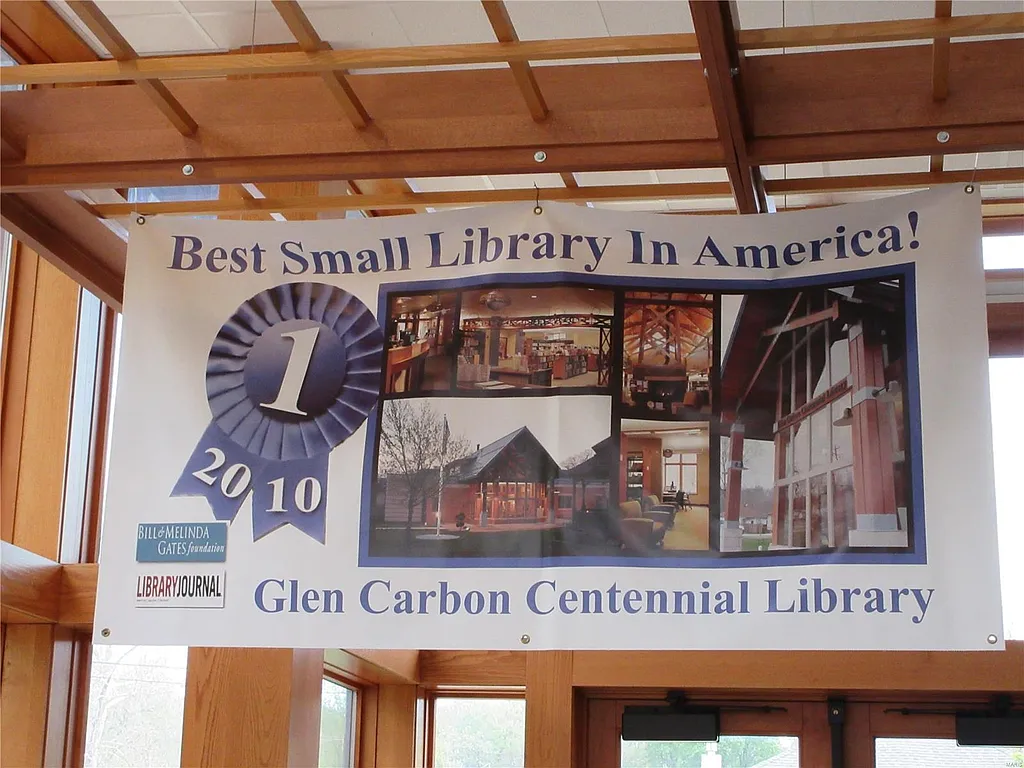 Best Small Library In America!
1
2010
BILL & MELINDA
GATES foundation
LIBRARYJOURNAL
Glen Carbon Centennial Library